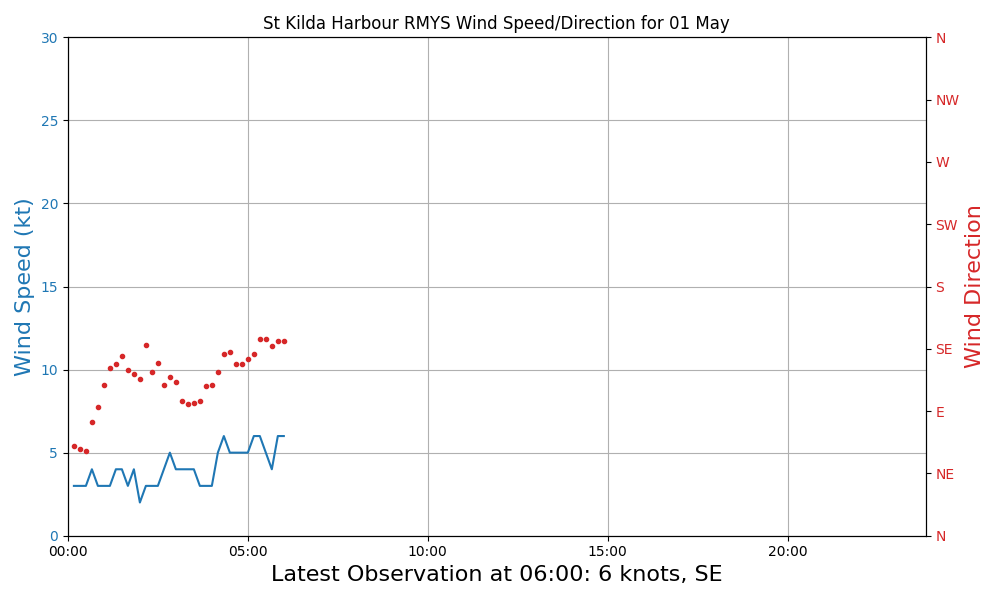 St Kilda Harbour RMYS Wind Speed/Direction for 01 May
30
25
20
15
10
5
0
Wind Speed (kt)
N
NW
W
SW
S
SE
E
NE
N
Wind Direction
00:00 05:00 10:00 15:00 20:00
Latest Observation at 06:00: 6 knots, SE